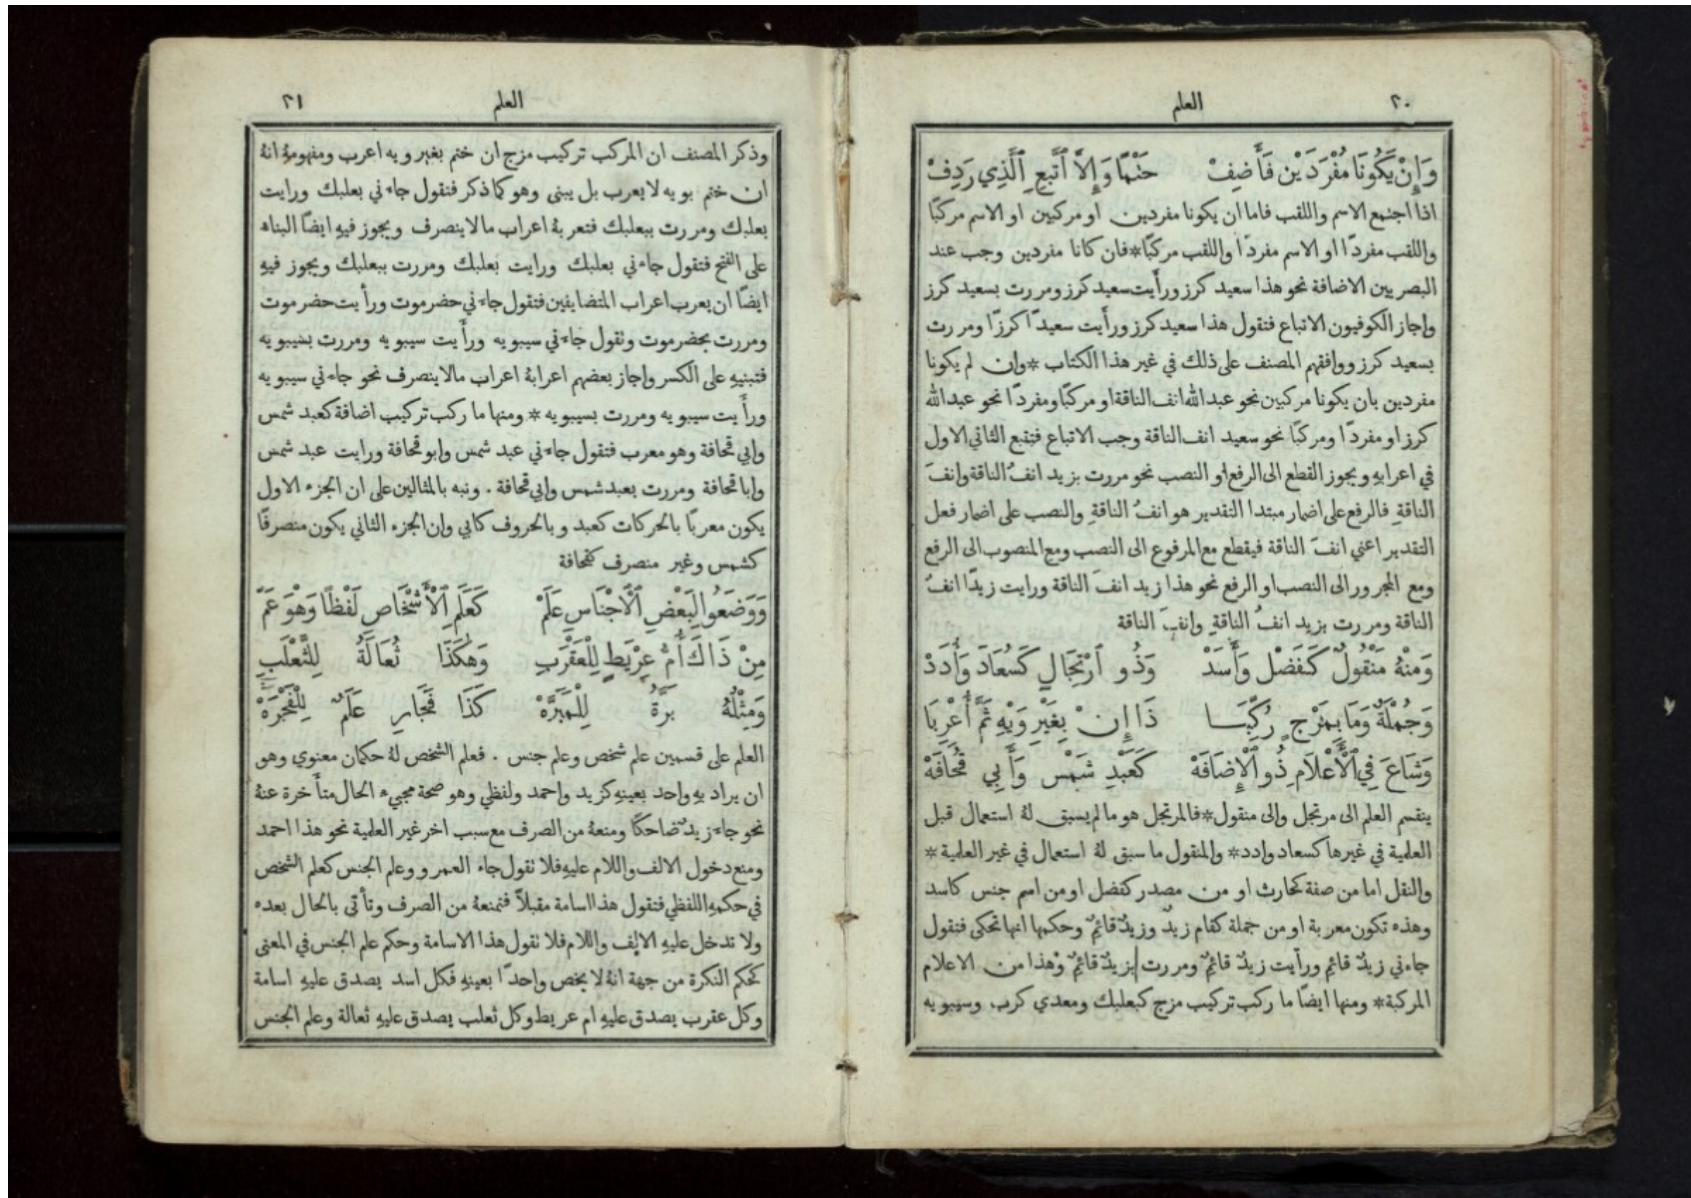 ٢٠ العلم
وَإِنْ يَكُونَا مُفْرَدَيْنِ فَأَضِفْ حَتْمًا وَإِلَّا أَتْبِعِ ٱلَّذِي رَدِفْ
اذا اجتمع الاسم واللقب فاما ان يكونا مفردين او مركبين او الاسم مركبًا
واللقب مفردًا او الاسم مفردًا واللقب مركبًا * فان كانا مفردين وجب عند
البصريين الاضافة نحو هذا سعيد كرز ورأَيت سعيد كرز ومررت بسعيد كرز
واجاز الكوفيون الاتباع فتقول هذا سعيد كرز ورأَيت سعيدًا كرزًا ومررت
بسعيد كرز ووافقهم المصنف على ذلك في غير هذا الكتاب * وان لم يكونا
مفردين بان يكونا مركبين نحو عبد الله انف الناقة او مركبًا ومفردًا نحو عبد الله
كرز او مفردًا ومركبًا نحو سعيد انف الناقة وجب الاتباع فتتبع الثاني الاول
في اعرابهِ ويجوز القطع الى الرفع او النصب نحو مررت بزيد انفُ الناقة وانفَ
الناقةِ فالرفع على اضمار مبتدا التقدير هو انفُ الناقةِ والنصب على اضمار فعل
التقدير اعني انفَ الناقة فيقطع مع المرفوع الى النصب ومع المنصوب الى الرفع
ومع المجرور الى النصب او الرفع نحو هذا زيد انفَ الناقة ورايت زيدًا انفُ
الناقة ومررت بزيد انفُ الناقةِ وانفَ الناقة
وَمِنْهُ مَنْقُولٌ كَفَضْلٍ وَأَسَدْ وَذُو ٱرْتِجَالٍ كَسُعَادَ وَأُدَدْ
وَجُمْلَةٌ وَمَا بِمَزْجٍ رُكِّبَا ذَا إِنْ بِغَيْرِ وَيْهِ تَمَّ أُعْرِبَا
وَشَاعَ فِي ٱلْأَعْلَامِ ذُو ٱلْإِضَافَهْ كَعَبْدِ شَمْسٍ وَأَبِي قُحَافَهْ
ينقسم العلم الى مرتجل والى منقول * فالمرتجل هو ما لم يسبق لهُ استعمال قبل
العلمية في غيرها كسعاد وادد * والمنقول ما سبق لهُ استعمال في غير العلمية *
والنقل اما من صفة كحارث او من مصدر كفضل او من اسم جنس كاسد
وهذه تكون معربة او من جملة كقام زيدٌ وزيدٌ قائمٌ وحكمها انها تحكى فتقول
جاءني زيدٌ قائم ورأيت زيدٌ قائمٌ ومررت بزيدٌ قائمٌ وهذا من الاعلام
المركبة * ومنها ايضًا ما ركب تركيب مزج كبعلبك ومعدي كرب وسيبويه
العلم ٢١
وذكر المصنف ان المركب تركيب مزج ان ختم بغير ويه اعرب ومفهومهُ انهُ
ان ختم بويه لا يعرب بل يبنى وهو كما ذكر فتقول جاءني بعلبك ورايت
بعلبك ومررت ببعلبك فتعربهُ اعراب ما لا ينصرف ويجوز فيهِ ايضًا البناء
على الفتح فتقول جاءني بعلبك ورايت بعلبك ومررت ببعلبك ويجوز فيهِ
ايضًا ان يعرب اعراب المتضايفين فتقول جاءني حضرموت ورأيت حضرموت
ومررت بحضرموت وتقول جاءني سيبويه ورأيت سيبويه ومررت بسيبويه
فتبنيهِ على الكسر واجاز بعضهم اعرابهُ اعراب ما لا ينصرف نحو جاءني سيبويه
ورأيت سيبويه ومررت بسيبويه * ومنها ما ركب تركيب اضافة كعبد شمس
وابي قحافة وهو معرب فتقول جاءني عبد شمس وابو قحافة ورايت عبد شمس
وابا قحافة ومررت بعبد شمس وابي قحافة . ونبه بالمثالين على ان الجزء الاول
يكون معربًا بالحركات كعبد وبالحروف كابي وان الجزء الثاني يكون منصرفًا
كشمس وغير منصرف كقحافة
وَوَضَعُوا لِبَعْضِ ٱلْأَجْنَاسِ عَلَمْ كَعَلَمِ ٱلْأَشْخَاصِ لَفْظًا وَهْوَ عَمّْ
مِنْ ذَاكَ أُمُّ عِرْيَطٍ لِلْعَقْرَبِ وَهٰكَذَا ثُعَالَةٌ لِلثَّعْلَبِ
وَمِثْلُهُ بَرَّةُ لِلْمَبَرَّهْ كَذَا فَجَارِ عَلَمٌ لِلْفَجْرَهْ
العلم على قسمين علم شخص وعلم جنس . فعلم الشخص لهُ حكمان معنوي وهو
ان يراد بهِ واحد بعينهِ كزيد واحمد ولفظي وهو صحة مجيء الحال متأخرة عنهُ
نحو جاء زيدٌ ضاحكًا ومنعهُ من الصرف مع سبب اخر غير العلمية نحو هذا احمد
ومنع دخول الالف واللام عليهِ فلا تقول جاء العمرو وعلم الجنس كعلم الشخص
في حكمهِ اللفظي فتقول هذا اسامة مقبلاً فتمنعهُ من الصرف وتأتي بالحال بعده
ولا تدخل عليهِ الالف واللام فلا تقول هذا الاسامة وحكم علم الجنس في المعنى
كحكم النكرة من جهة انهُ لا يخص واحدًا بعينهِ فكل اسد يصدق عليهِ اسامة
وكل عقرب يصدق عليهِ ام عريط وكل ثعلب يصدق عليهِ ثعالة وعلم الجنس